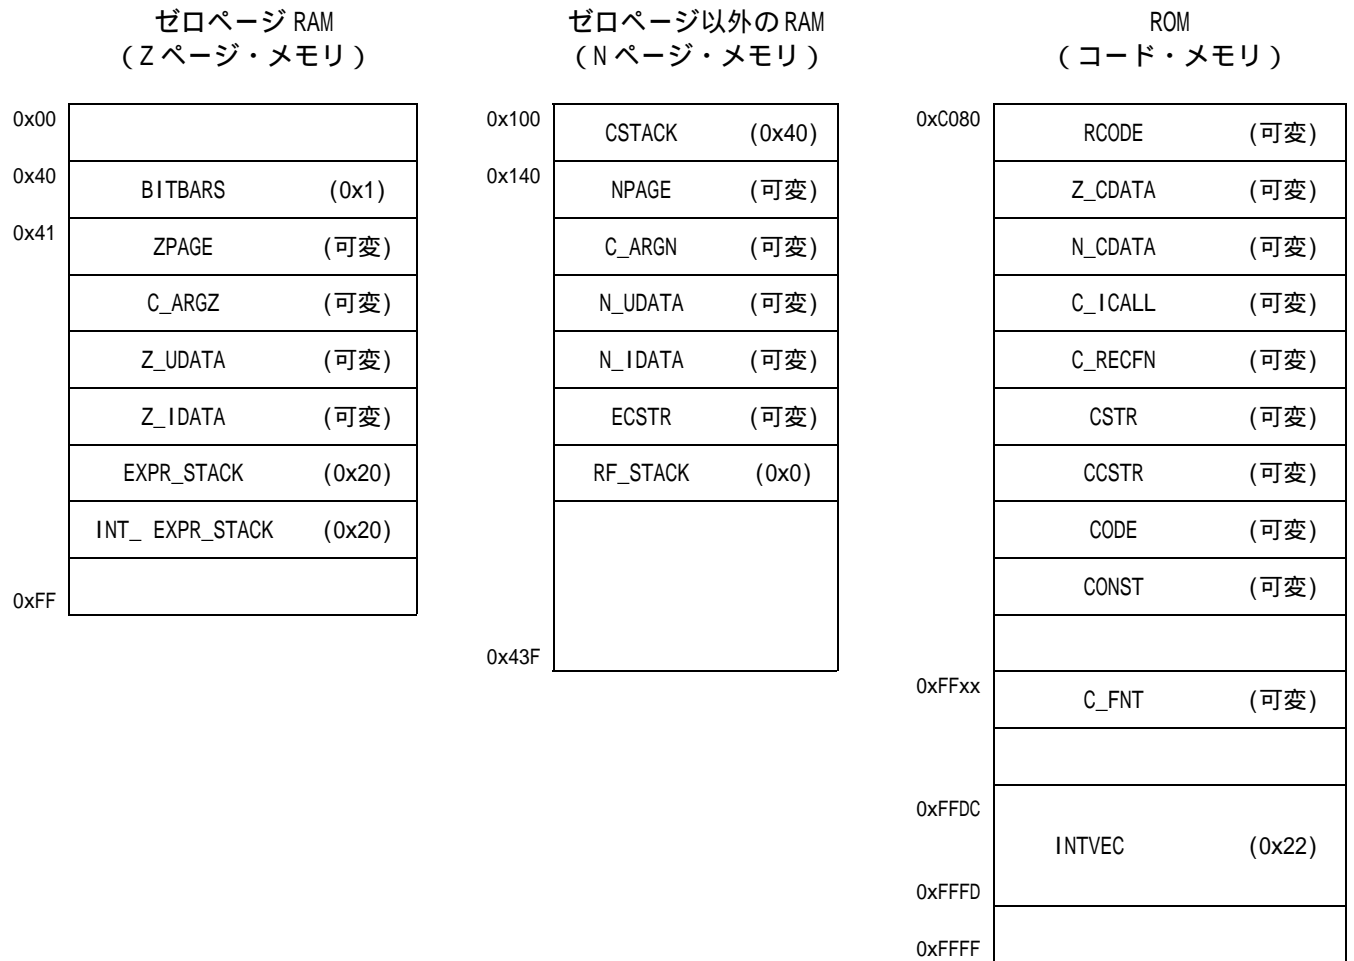 ゼロページ RAM
(Z ページ・メモリ)
0x00
0x40 BITBARS (0x1)
0x41 ZPAGE (可変)
C_ARGZ (可変)
Z_UDATA (可変)
Z_IDATA (可変)
EXPR_STACK (0x20)
INT_ EXPR_STACK (0x20)
0xFF
ゼロページ以外の RAM
(N ページ・メモリ)
0x100 CSTACK (0x40)
0x140 NPAGE (可変)
C_ARGN (可変)
N_UDATA (可変)
N_IDATA (可変)
ECSTR (可変)
RF_STACK (0x0)
0x43F
ROM
(コード・メモリ)
0xC080 RCODE (可変)
Z_CDATA (可変)
N_CDATA (可変)
C_ICALL (可変)
C_RECFN (可変)
CSTR (可変)
CCSTR (可変)
CODE (可変)
CONST (可変)
0xFFxx C_FNT (可変)
0xFFDC
INTVEC (0x22)
0xFFFD
0xFFFF